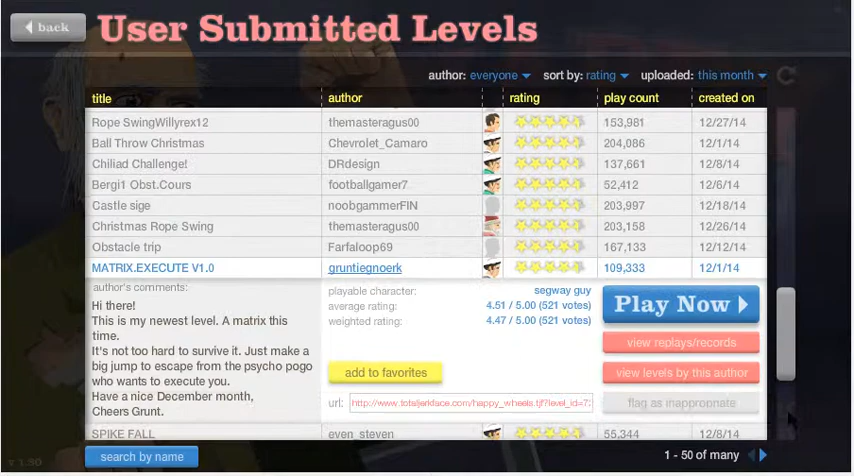 back
User Submitted Levels
author: everyone sort by: rating uploaded: this month
title author rating play count created on
Rope SwingWillyrex12 themasteragus00 153,981 12/27/14
Ball Throw Christmas Chevrolet_Camaro 204,086 12/1/14
Chiliad Challenge! DRdesign 137,661 12/8/14
Bergi1 Obst.Cours footballgamer7 52,412 12/6/14
Castle sige noobgammerFIN 203,997 12/18/14
Christmas Rope Swing themasteragus00 203,158 12/26/14
Obstacle trip Farfaloop69 167,133 12/12/14
MATRIX.EXECUTE V1.0 gruntiegnoerk 109,333 12/1/14
author's comments:
Hi there!
This is my newest level. A matrix this
time.
It's not too hard to survive it. Just make a
big jump to escape from the psycho pogo
who wants to execute you.
Have a nice December month,
Cheers Grunt.
playable character: segway guy
average rating: 4.51 / 5.00 (521 votes)
weighted rating: 4.47 / 5.00 (521 votes)
add to favorites
url: http://www.totaljerkface.com/happy_wheels.tjf?level_id=7
Play Now
view replays/records
view levels by this author
flag as inappropriate
SPIKE FALL even_steven 55,344 12/8/14
search by name
1 - 50 of many
v 1.50